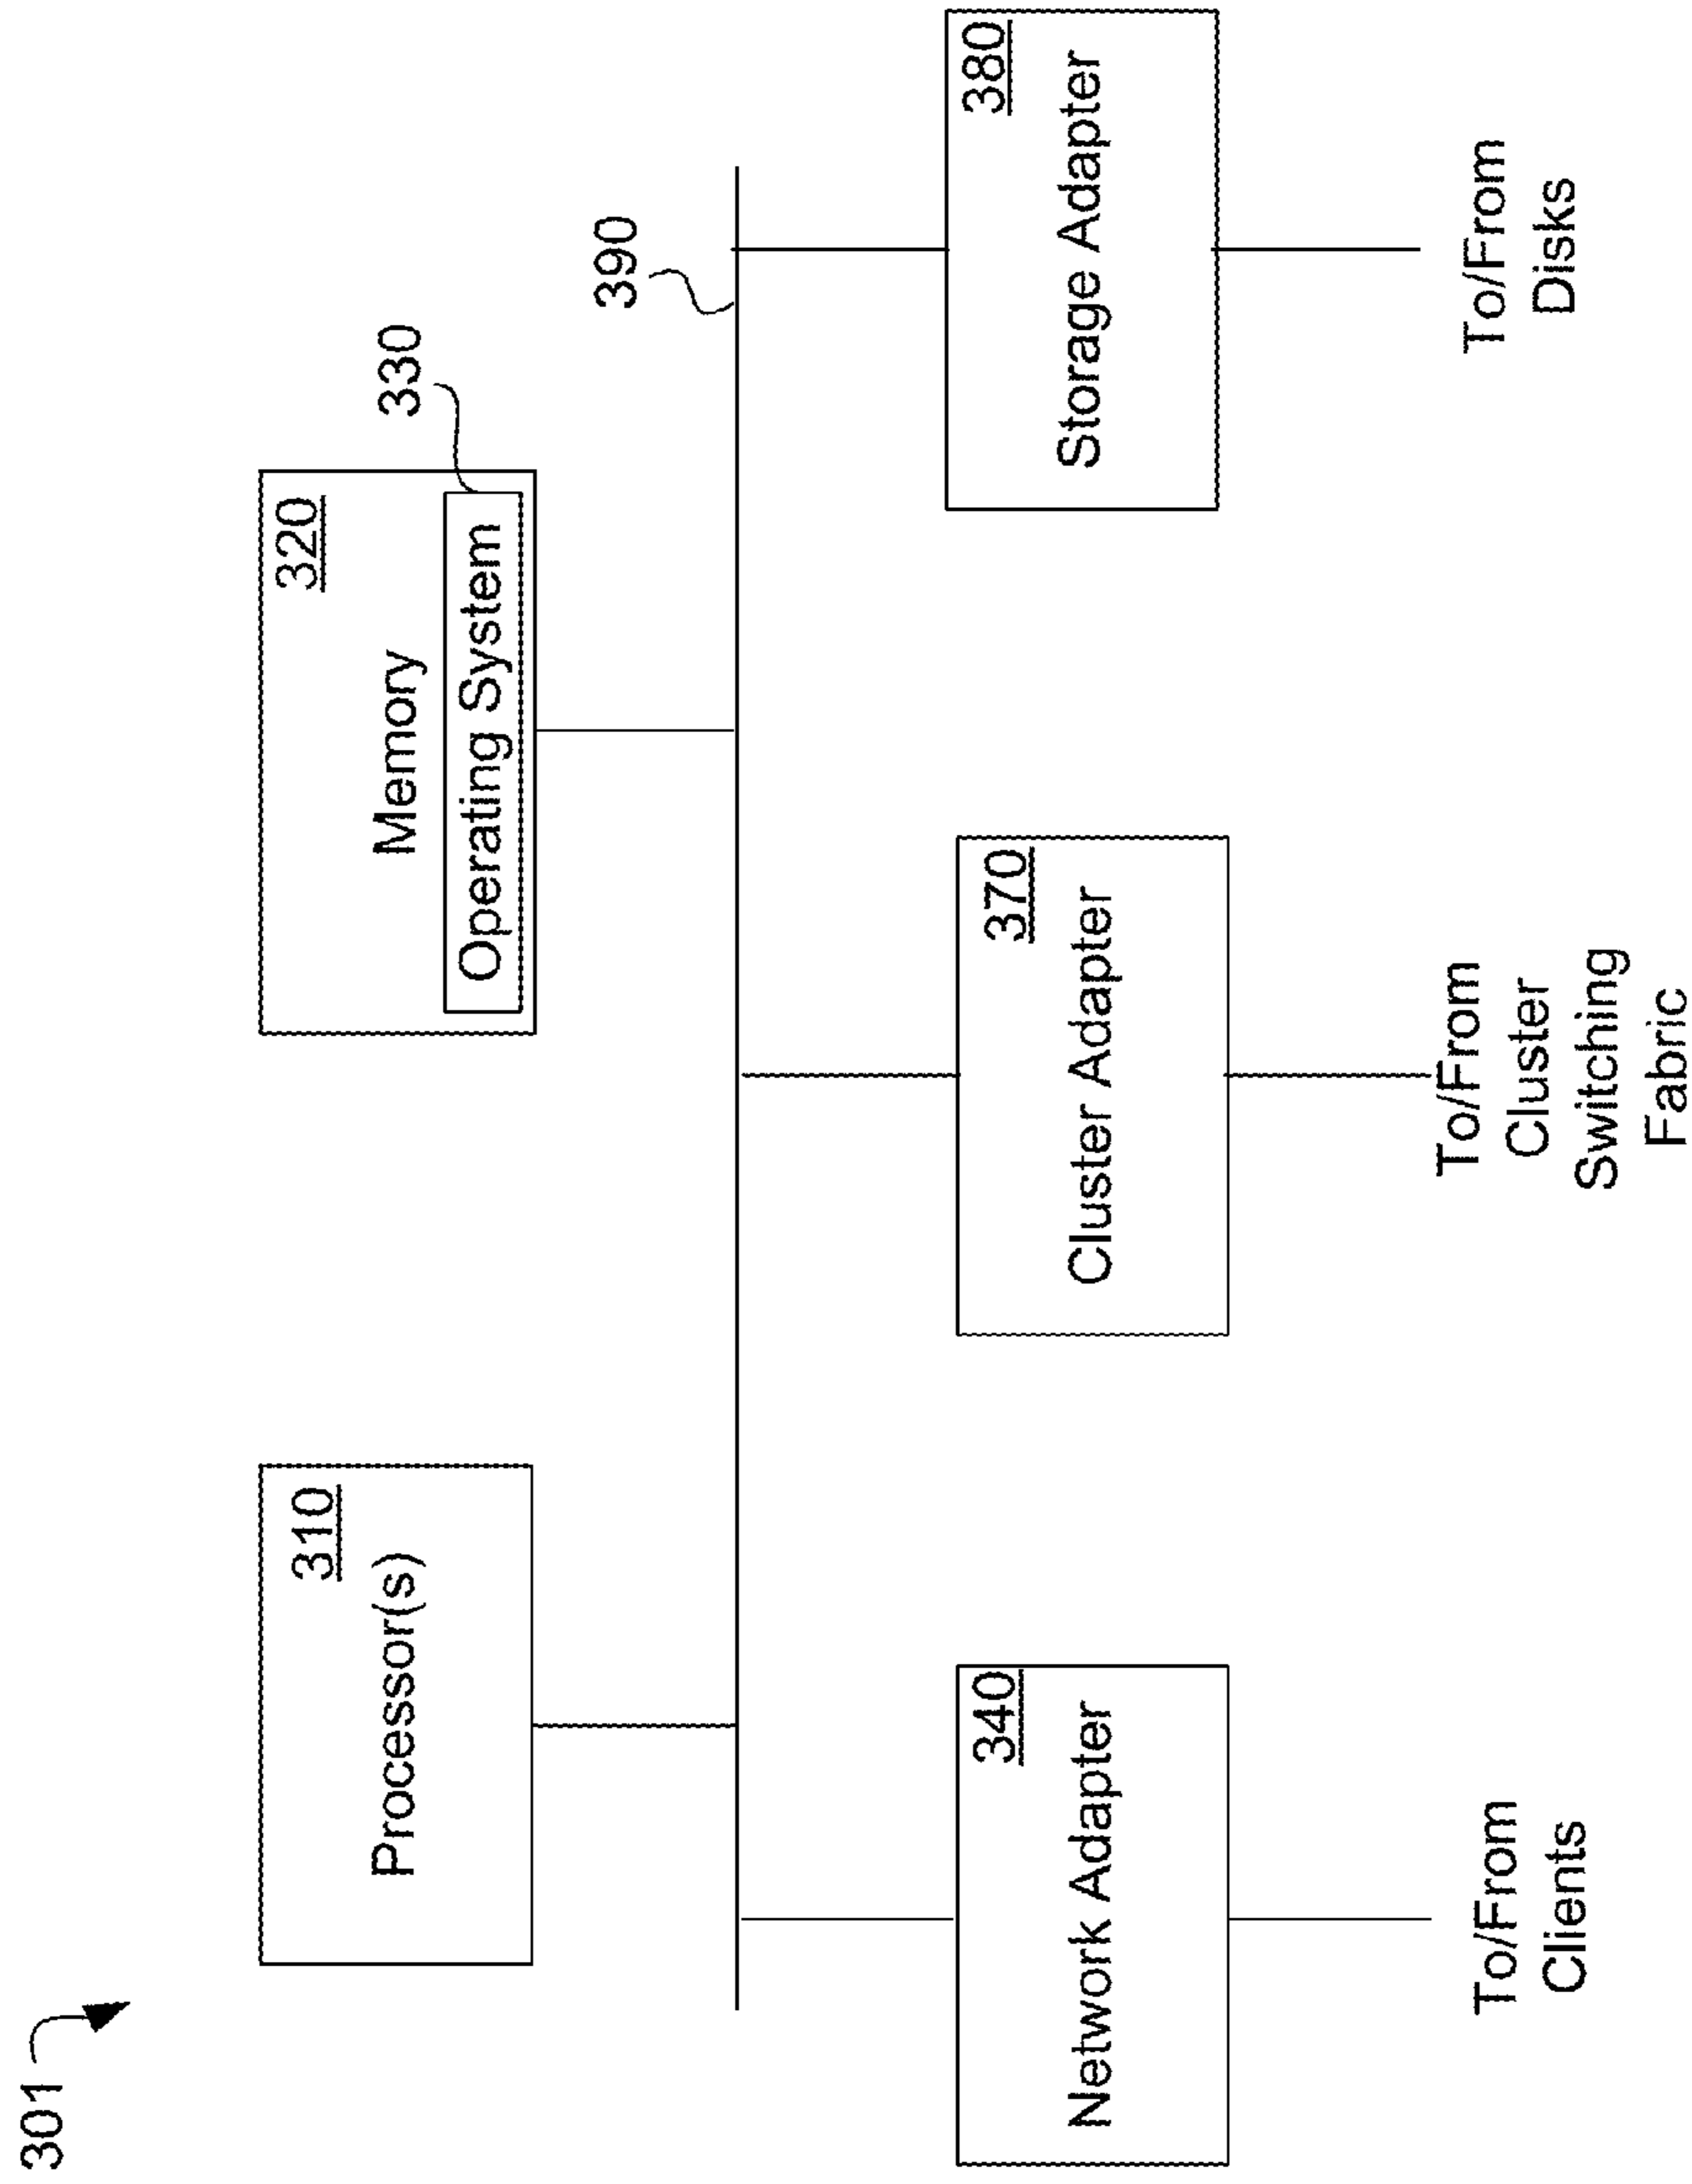 301
310
Processor(s)
320
Memory
Operating System
330
390
340
Network Adapter
370
Cluster Adapter
380
Storage Adapter
To/From
Clients
To/From
Cluster
Switching
Fabric
To/From
Disks